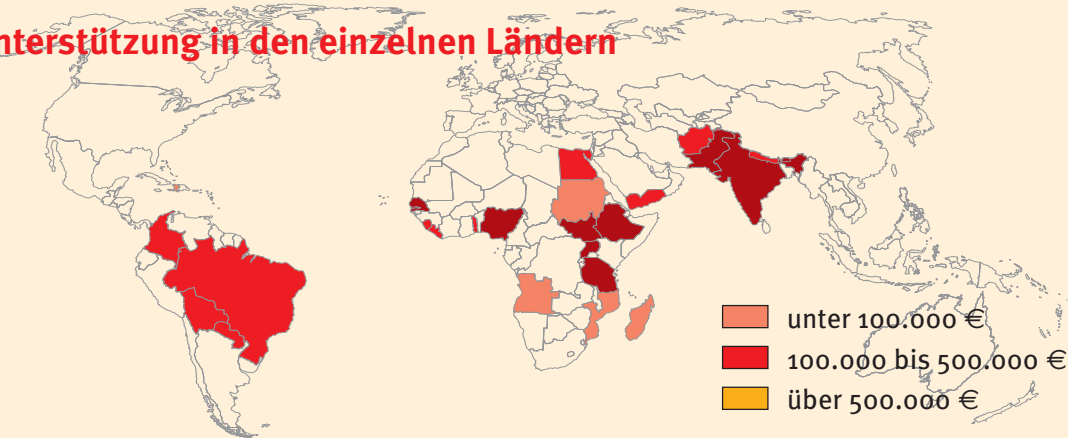 nterstützung in den einzelnen Ländern
unter 100.000 €
100.000 bis 500.000 €
über 500.000 €